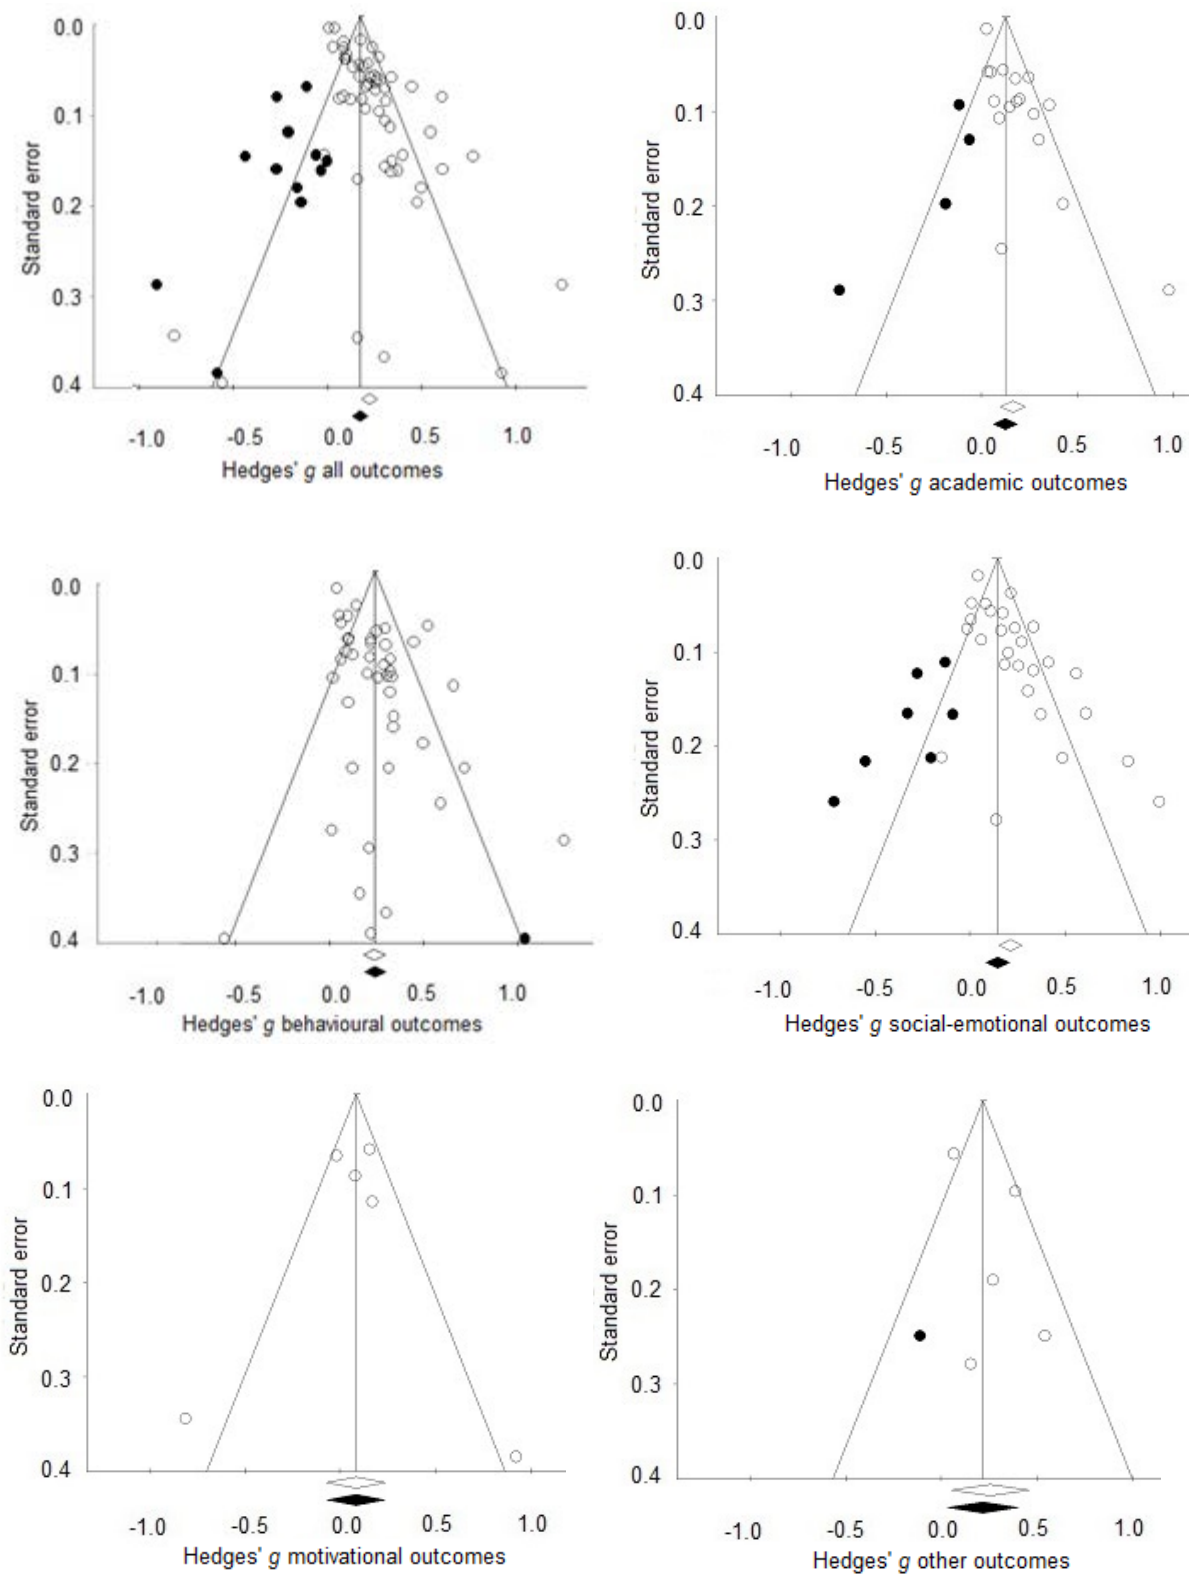 0.0
0.1
0.2
0.3
0.4
Standard error
-1.0 -0.5 0.0 0.5 1.0
Hedges' g all outcomes
0.0
0.1
0.2
0.3
0.4
Standard error
-1.0 -0.5 0.0 0.5 1.0
Hedges' g academic outcomes
0.0
0.1
0.2
0.3
0.4
Standard error
-1.0 -0.5 0.0 0.5 1.0
Hedges' g behavioural outcomes
0.0
0.1
0.2
0.3
0.4
Standard error
-1.0 -0.5 0.0 0.5 1.0
Hedges' g social-emotional outcomes
0.0
0.1
0.2
0.3
0.4
Standard error
-1.0 -0.5 0.0 0.5 1.0
Hedges' g motivational outcomes
0.0
0.1
0.2
0.3
0.4
Standard error
-1.0 -0.5 0.0 0.5 1.0
Hedges' g other outcomes